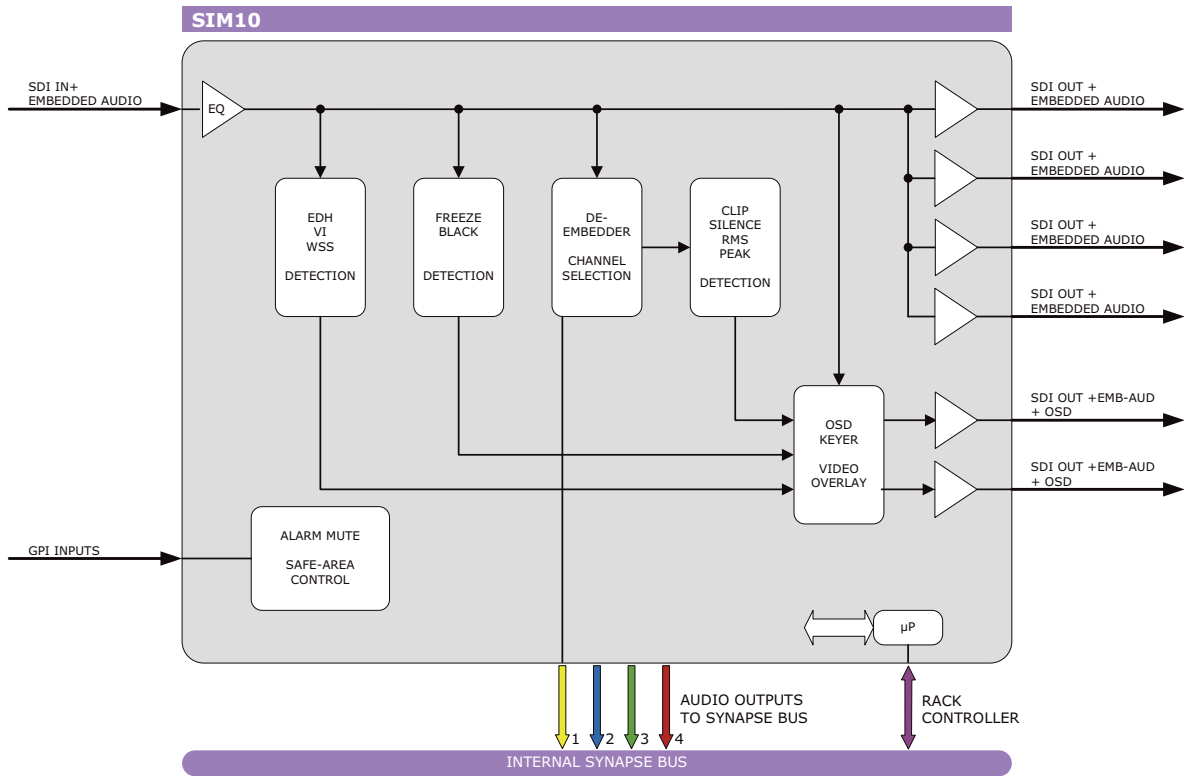 SIM10
SDI IN+
EMBEDDED AUDIO
EQ
SDI OUT +
EMBEDDED AUDIO
SDI OUT +
EMBEDDED AUDIO
SDI OUT +
EMBEDDED AUDIO
SDI OUT +
EMBEDDED AUDIO
EDH
VI
WSS
DETECTION
FREEZE
BLACK
DETECTION
DE-
EMBEDDER
CHANNEL
SELECTION
CLIP
SILENCE
RMS
PEAK
DETECTION
OSD
KEYER
VIDEO
OVERLAY
SDI OUT +EMB-AUD
+ OSD
SDI OUT +EMB-AUD
+ OSD
GPI INPUTS
ALARM MUTE
SAFE-AREA
CONTROL
µP
1
2
3
4
AUDIO OUTPUTS
TO SYNAPSE BUS
RACK
CONTROLLER
INTERNAL SYNAPSE BUS